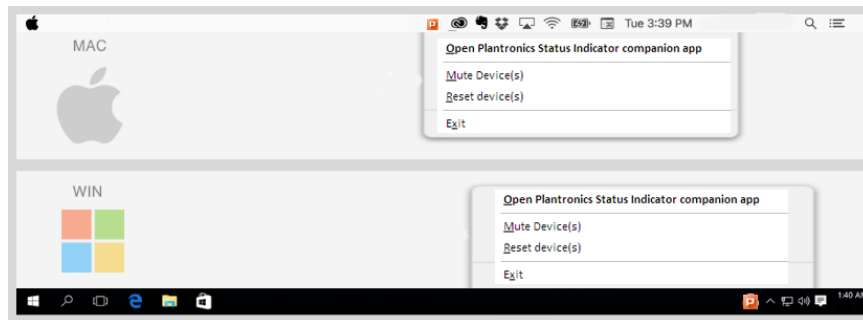 Tue 3:39 PM
MAC
Open Plantronics Status Indicator companion app
Mute Device(s)
Reset device(s)
Exit
WIN
Open Plantronics Status Indicator companion app
Mute Device(s)
Reset device(s)
Exit
1:40 AM